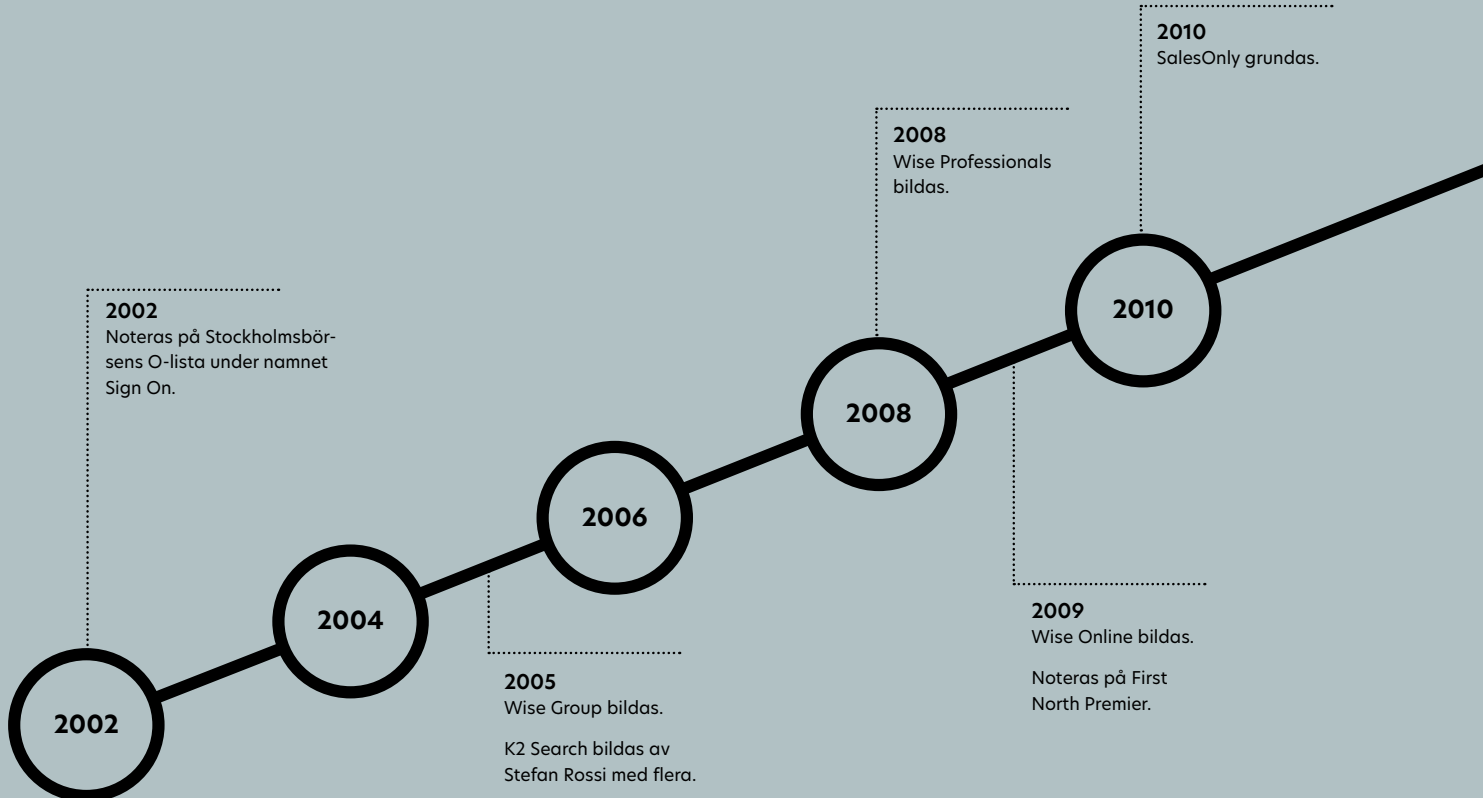 2010
SalesOnly grundas.
2008
Wise Professionals
bildas.
2002
Noteras på Stockholmsbör-
sens O-lista under namnet
Sign On.
2010
2008
2006
2004
2002
2005
Wise Group bildas.
K2 Search bildas av
Stefan Rossi med flera.
2009
Wise Online bildas.
Noteras på First
North Premier.